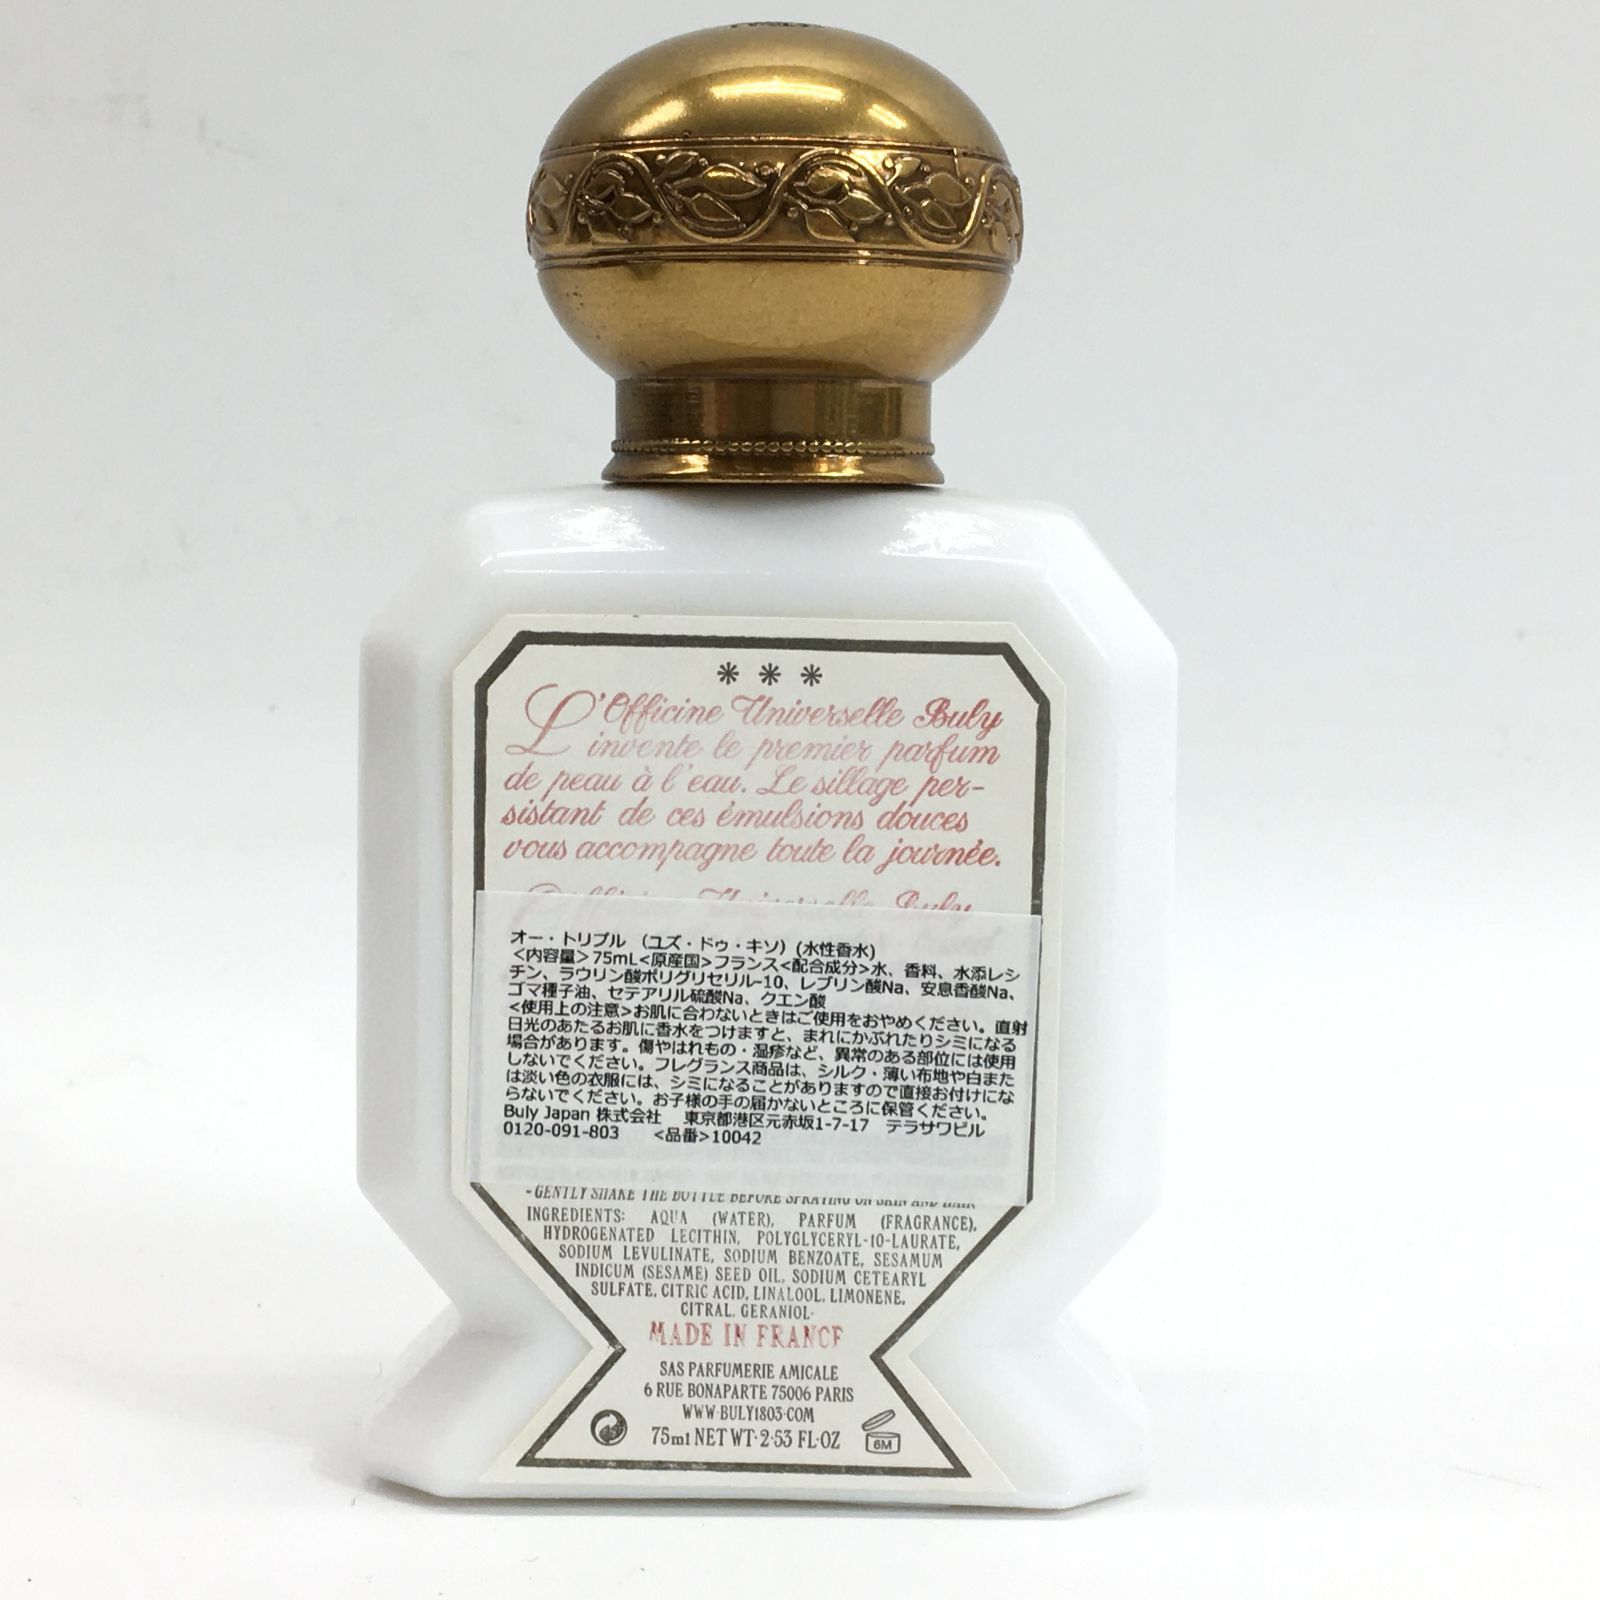 ***
L'Officine Universelle Buly
invente le premier parfum
de peau à l'eau. Le sillage per-
sistant de ces émulsions douces
vous accompagne toute la journée.
L'Officine Universelle Buly
オー・トリプル （ユズ・ドゥ・キソ）(水性香水)
<内容量>75mL<原産国>フランス<配合成分>水、香料、水添レシ
チン、ラウリン酸ポリグリセリル-10、レブリン酸Na、安息香酸Na、
ゴマ種子油、セテアリル硫酸Na、クエン酸
<使用上の注意>お肌に合わないときはご使用をおやめください。直射
日光のあたるお肌に香水をつけますと、まれにかぶれたりシミになる
場合があります。傷やはれもの・湿疹など、異常のある部位には使用
しないでください。フレグランス商品は、シルク・薄い布地や白また
は淡い色の衣服には、シミになることがありますので直接お付けにな
らないでください。お子様の手の届かないところに保管ください。
Buly Japan 株式会社 東京都港区元赤坂1-7-17 テラサワビル
0120-091-803 <品番>10042
-GENTLY SHAKE THE BOTTLE BEFORE SPRAYING ON SKIN AND HAIR
INGREDIENTS: AQUA (WATER), PARFUM (FRAGRANCE),
HYDROGENATED LECITHIN, POLYGLYCERYL-10-LAURATE,
SODIUM LEVULINATE, SODIUM BENZOATE, SESAMUM
INDICUM (SESAME) SEED OIL, SODIUM CETEARYL
SULFATE, CITRIC ACID, LINALOOL, LIMONENE,
CITRAL, GERANIOL·
MADE IN FRANCE
SAS PARFUMERIE AMICALE
6 RUE BONAPARTE 75006 PARIS
WWW·BULY1803·COM
75ml NET WT·2·53 FL·OZ
6M